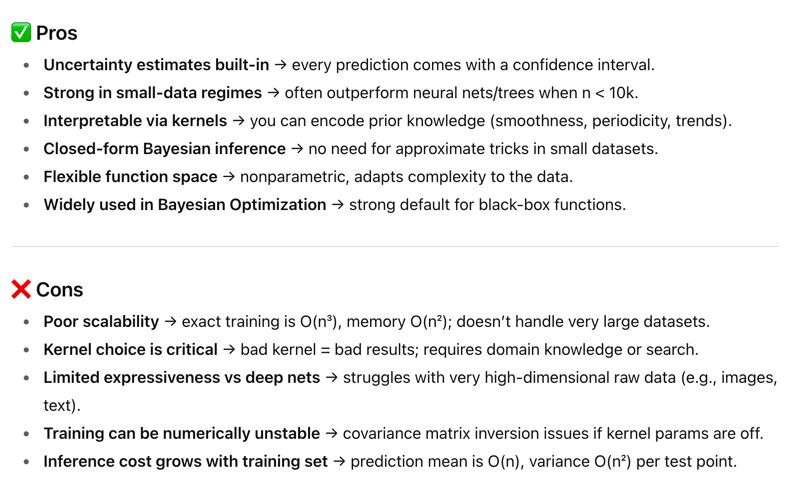 ✅ Pros
• Uncertainty estimates built-in → every prediction comes with a confidence interval.
• Strong in small-data regimes → often outperform neural nets/trees when n < 10k.
• Interpretable via kernels → you can encode prior knowledge (smoothness, periodicity, trends).
• Closed-form Bayesian inference → no need for approximate tricks in small datasets.
• Flexible function space → nonparametric, adapts complexity to the data.
• Widely used in Bayesian Optimization → strong default for black-box functions.
❌ Cons
• Poor scalability → exact training is O(n³), memory O(n²); doesn’t handle very large datasets.
• Kernel choice is critical → bad kernel = bad results; requires domain knowledge or search.
• Limited expressiveness vs deep nets → struggles with very high-dimensional raw data (e.g., images,
text).
• Training can be numerically unstable → covariance matrix inversion issues if kernel params are off.
• Inference cost grows with training set → prediction mean is O(n), variance O(n²) per test point.